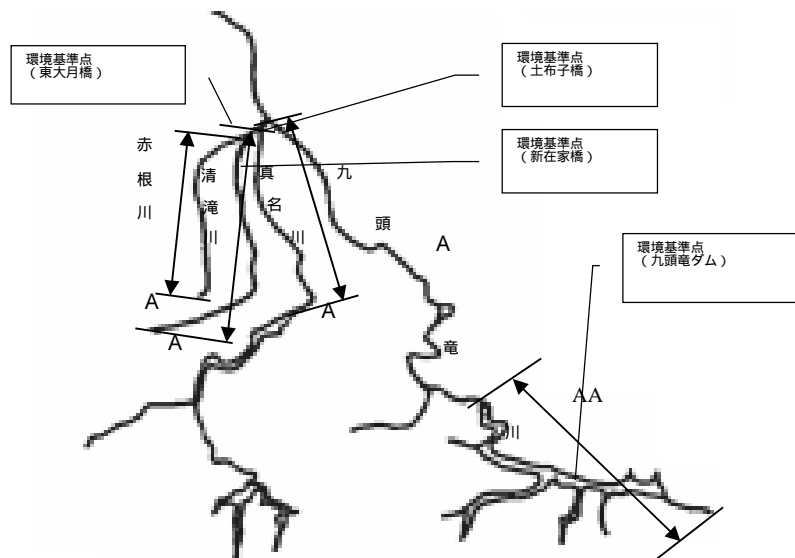 環境基準点
（東大月橋）
環境基準点
（土布子橋）
環境基準点
（新在家橋）
環境基準点
（九頭竜ダム）
赤根川
清滝川
真名川
九頭竜川
A
A
A
A
AA